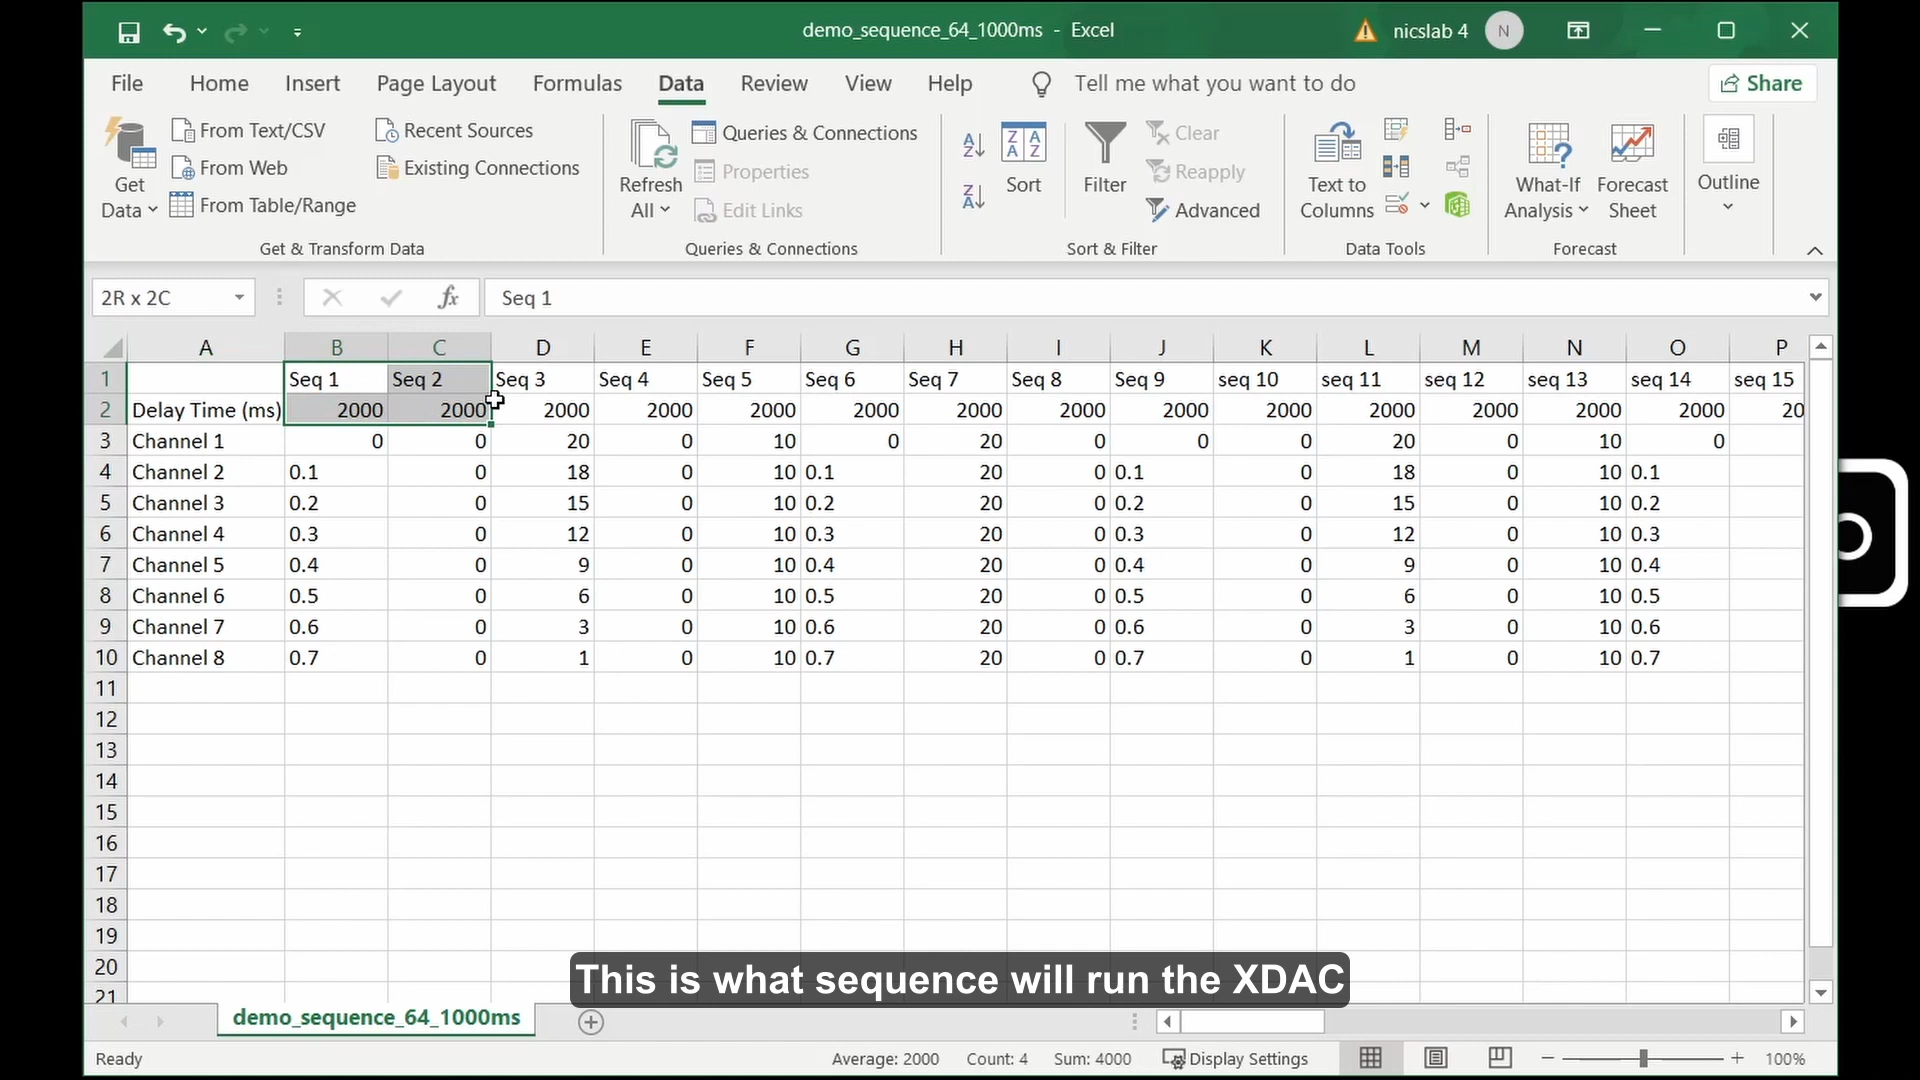 demo_sequence_64_1000ms - Excel
nicslab 4
N
File Home Insert Page Layout Formulas Data Review View Help Tell me what you want to do Share
Get Data
From Text/CSV
From Web
From Table/Range
Recent Sources
Existing Connections
Get & Transform Data
Refresh All
Queries & Connections
Properties
Edit Links
Queries & Connections
Sort
Filter
Clear
Reapply
Advanced
Sort & Filter
Text to Columns
Data Tools
What-If Analysis
Forecast Sheet
Forecast
Outline
2R x 2C
fx
Seq 1
A B C D E F G H I J K L M N O P
1 Seq 1 Seq 2 Seq 3 Seq 4 Seq 5 Seq 6 Seq 7 Seq 8 Seq 9 seq 10 seq 11 seq 12 seq 13 seq 14 seq 15
2 Delay Time (ms) 2000 2000 2000 2000 2000 2000 2000 2000 2000 2000 2000 2000 2000 2000 20
3 Channel 1 0 0 20 0 10 0 20 0 0 0 20 0 10 0
4 Channel 2 0.1 0 18 0 10 0.1 20 0 0.1 0 18 0 10 0.1
5 Channel 3 0.2 0 15 0 10 0.2 20 0 0.2 0 15 0 10 0.2
6 Channel 4 0.3 0 12 0 10 0.3 20 0 0.3 0 12 0 10 0.3
7 Channel 5 0.4 0 9 0 10 0.4 20 0 0.4 0 9 0 10 0.4
8 Channel 6 0.5 0 6 0 10 0.5 20 0 0.5 0 6 0 10 0.5
9 Channel 7 0.6 0 3 0 10 0.6 20 0 0.6 0 3 0 10 0.6
10 Channel 8 0.7 0 1 0 10 0.7 20 0 0.7 0 1 0 10 0.7
11
12
13
14
15
16
17
18
19
20
21
This is what sequence will run the XDAC
demo_sequence_64_1000ms
Ready Average: 2000 Count: 4 Sum: 4000 Display Settings 100%